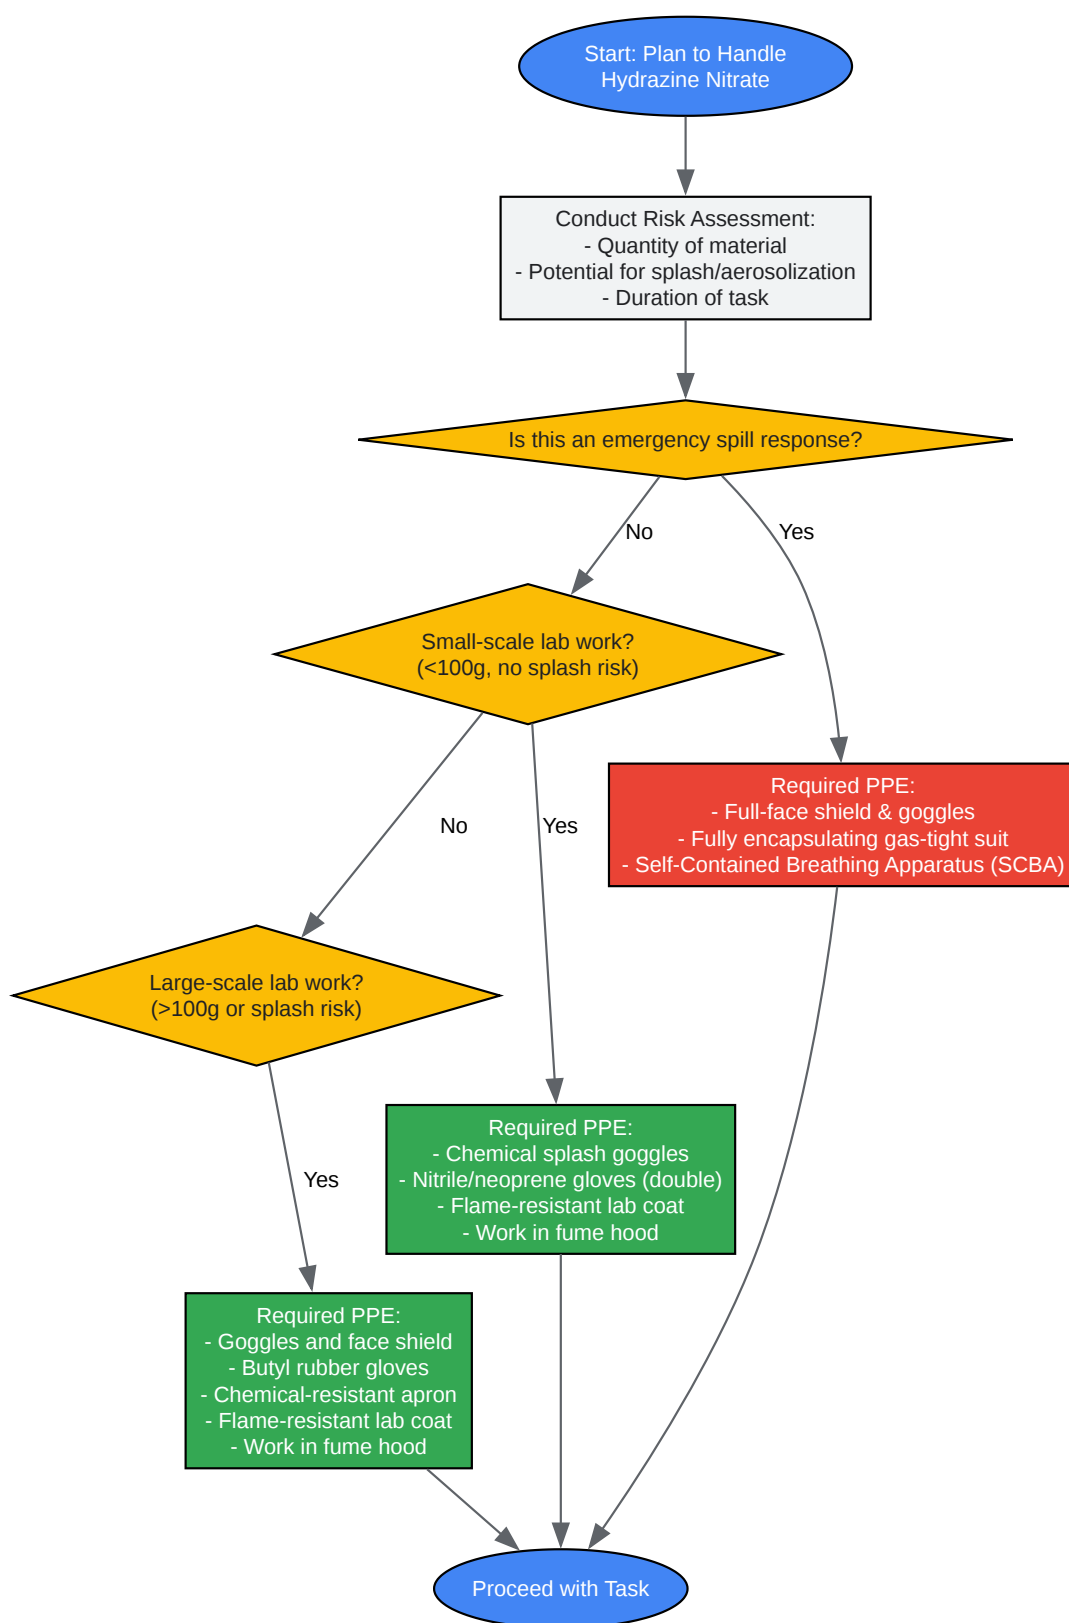 Start: Plan to Handle
Hydrazine Nitrate
Conduct Risk Assessment:
- Quantity of material
- Potential for splash/aerosolization
- Duration of task
Is this an emergency spill response?
No
Yes
Small-scale lab work?
(<100g, no splash risk)
Required PPE:
- Full-face shield & goggles
- Fully encapsulating gas-tight suit
- Self-Contained Breathing Apparatus (SCBA)
No
Yes
Large-scale lab work?
(>100g or splash risk)
Required PPE:
- Chemical splash goggles
- Nitrile/neoprene gloves (double)
- Flame-resistant lab coat
- Work in fume hood
Yes
Required PPE:
- Goggles and face shield
- Butyl rubber gloves
- Chemical-resistant apron
- Flame-resistant lab coat
- Work in fume hood
Proceed with Task